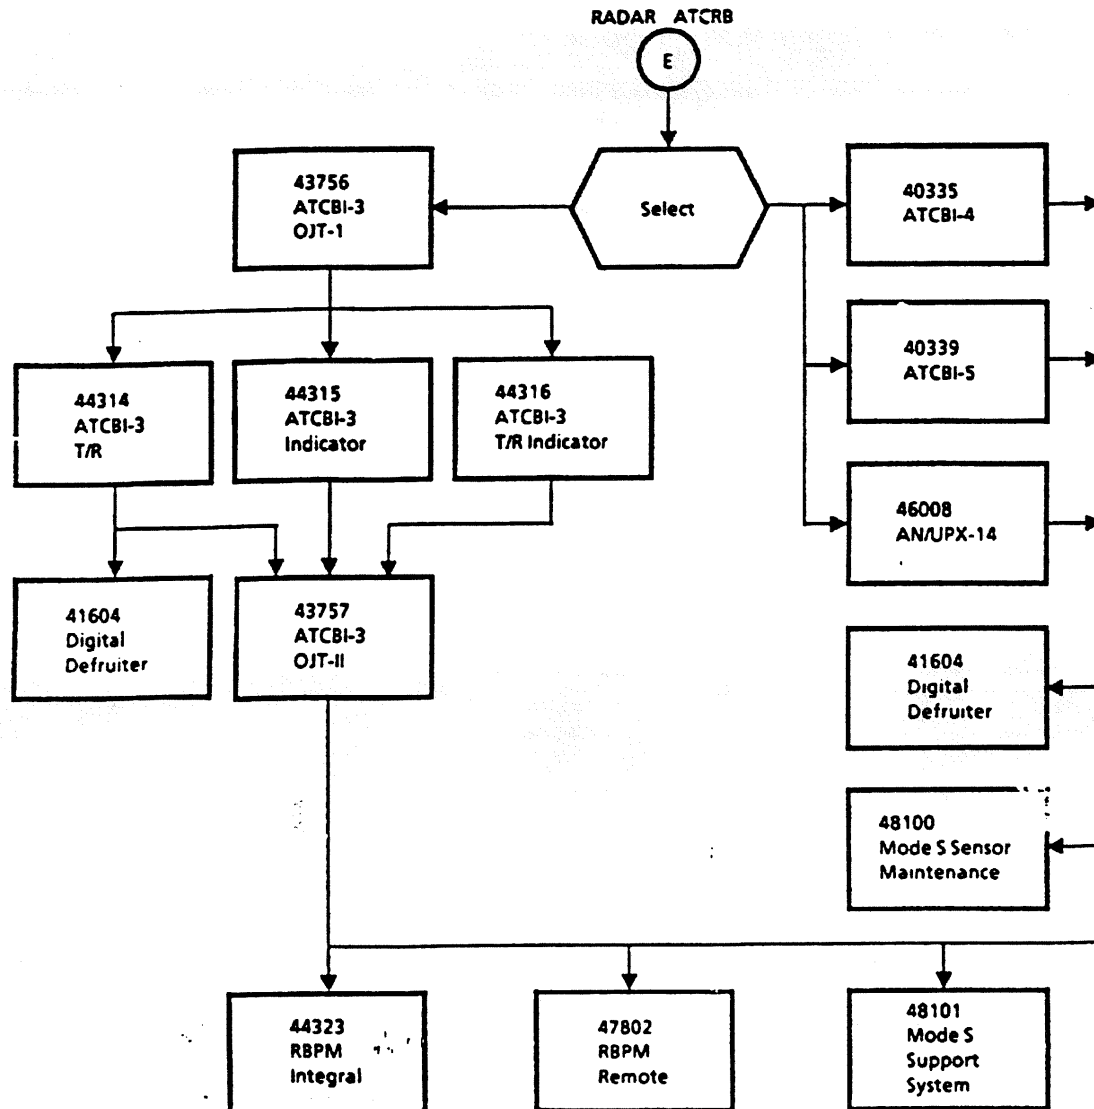 RADAR ATCRB
E
Select
43756
ATCBI-3
OJT-1
40335
ATCBI-4
40339
ATCBI-5
44314
ATCBI-3
T/R
44315
ATCBI-3
Indicator
44316
ATCBI-3
T/R Indicator
46008
AN/UPX-14
41604
Digital
Defruiter
43757
ATCBI-3
OJT-II
41604
Digital
Defruiter
48100
Mode S Sensor
Maintenance
44323
RBPM
Integral
47802
RBPM
Remote
48101
Mode S
Support
System